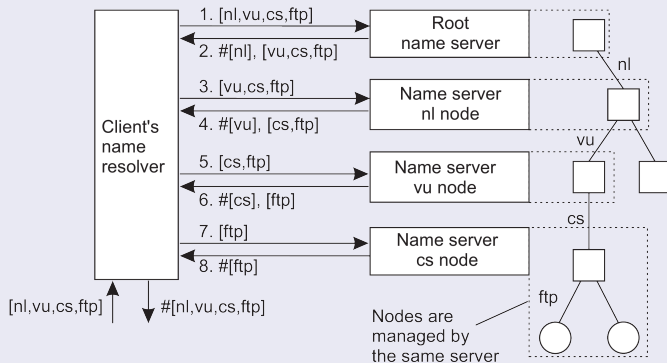 1. [nl,vu,cs,ftp]
Root
name server
2. #[nl], [vu,cs,ftp]
nl
3. [vu,cs,ftp]
Name server
nl node
4. #[vu], [cs,ftp]
Client's
name
resolver
vu
5. [cs,ftp]
Name server
vu node
6. #[cs], [ftp]
cs
7. [ftp]
Name server
cs node
8. #[ftp]
[nl,vu,cs,ftp]
#[nl,vu,cs,ftp]
ftp
Nodes are
managed by
the same server